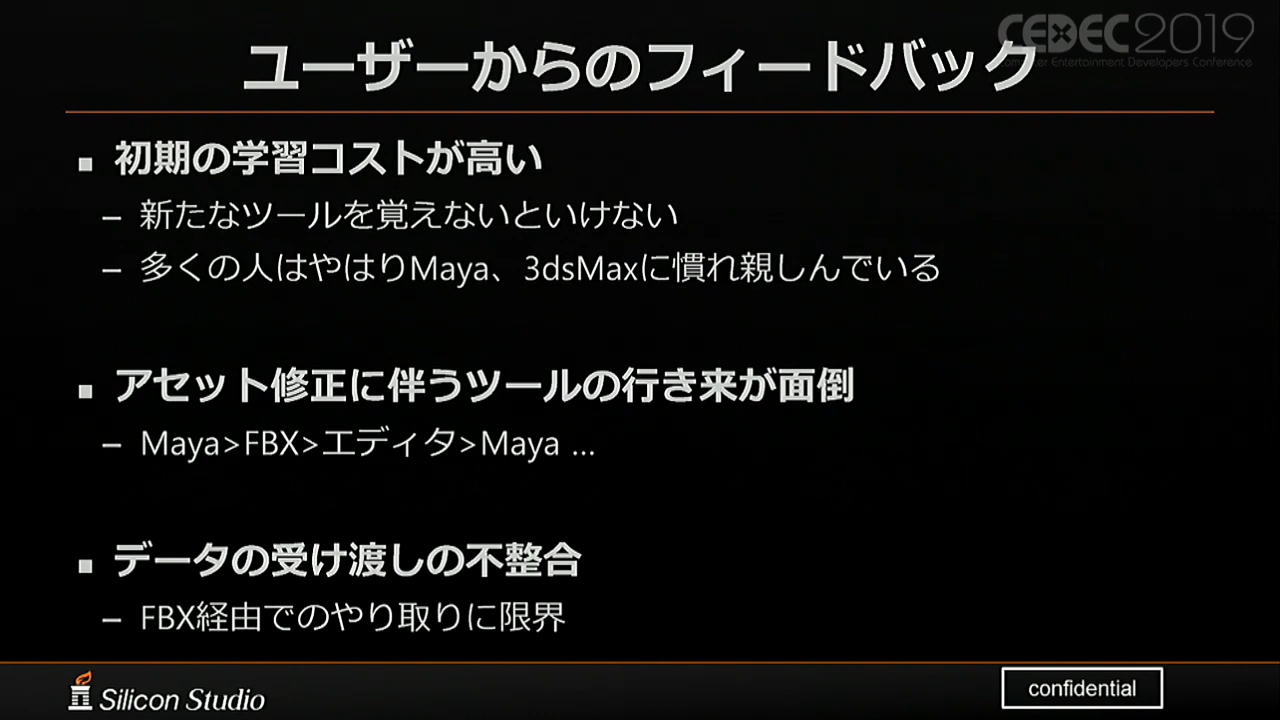 CEDEC2019
Computer Entertainment Developers Conference
ユーザーからのフィードバック
■ 初期の学習コストが高い
– 新たなツールを覚えないといけない
– 多くの人はやはりMaya、3dsMaxに慣れ親しんでいる
■ アセット修正に伴うツールの行き来が面倒
– Maya>FBX>エディタ>Maya ...
■ データの受け渡しの不整合
– FBX経由でのやり取りに限界
Silicon Studio
confidential